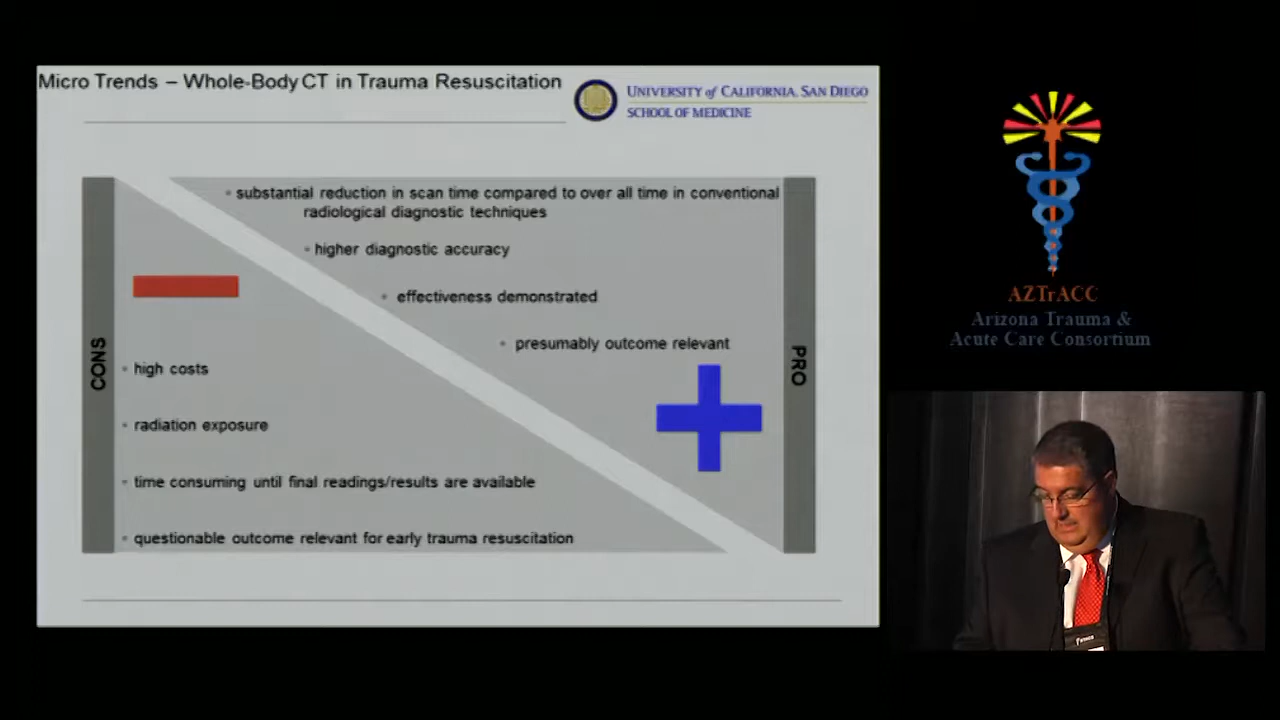 Micro Trends – Whole-Body CT in Trauma Resuscitation
UNIVERSITY of CALIFORNIA, SAN DIEGO
SCHOOL OF MEDICINE
• substantial reduction in scan time compared to over all time in conventional
radiological diagnostic techniques
• higher diagnostic accuracy
• effectiveness demonstrated
• presumably outcome relevant
PRO
CONS
• high costs
• radiation exposure
• time consuming until final readings/results are available
• questionable outcome relevant for early trauma resuscitation
AZTrACC
Arizona Trauma &
Acute Care Consortium